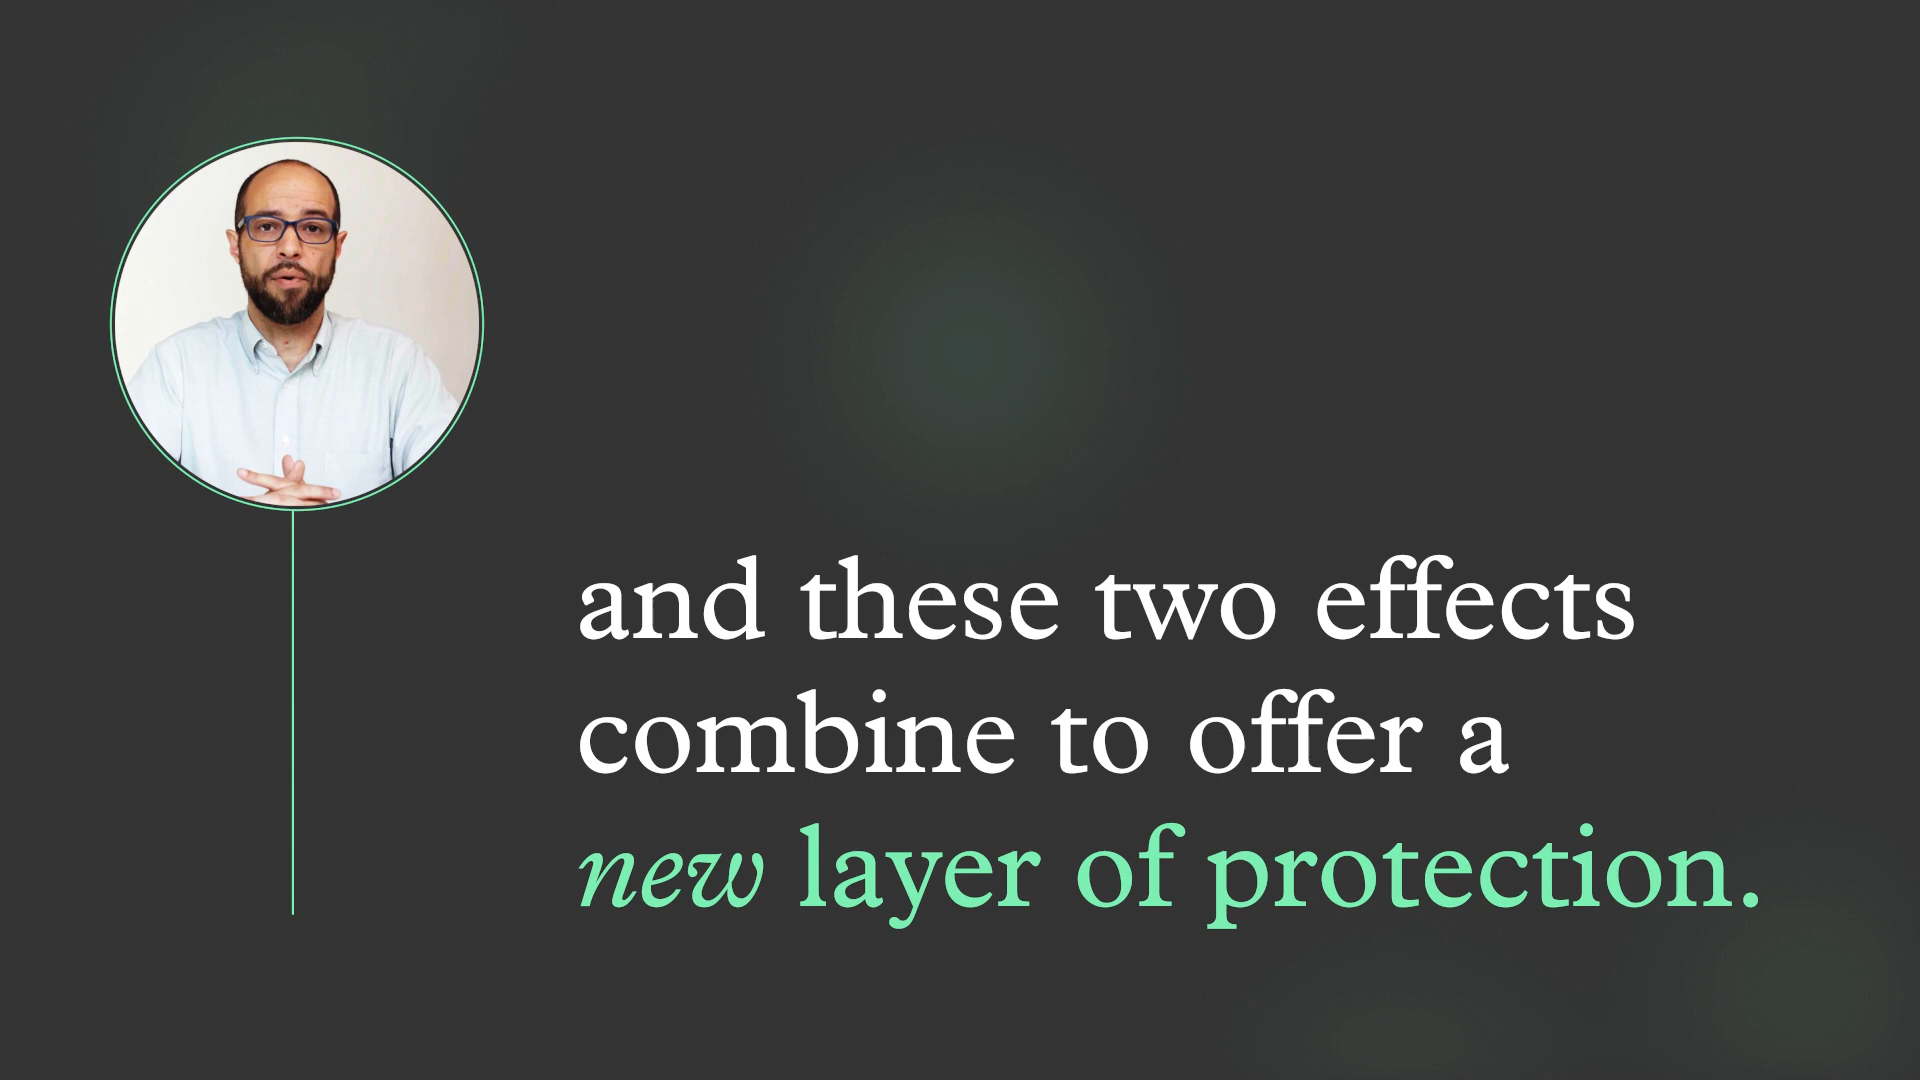 and these two effects
combine to offer a
new layer of protection.